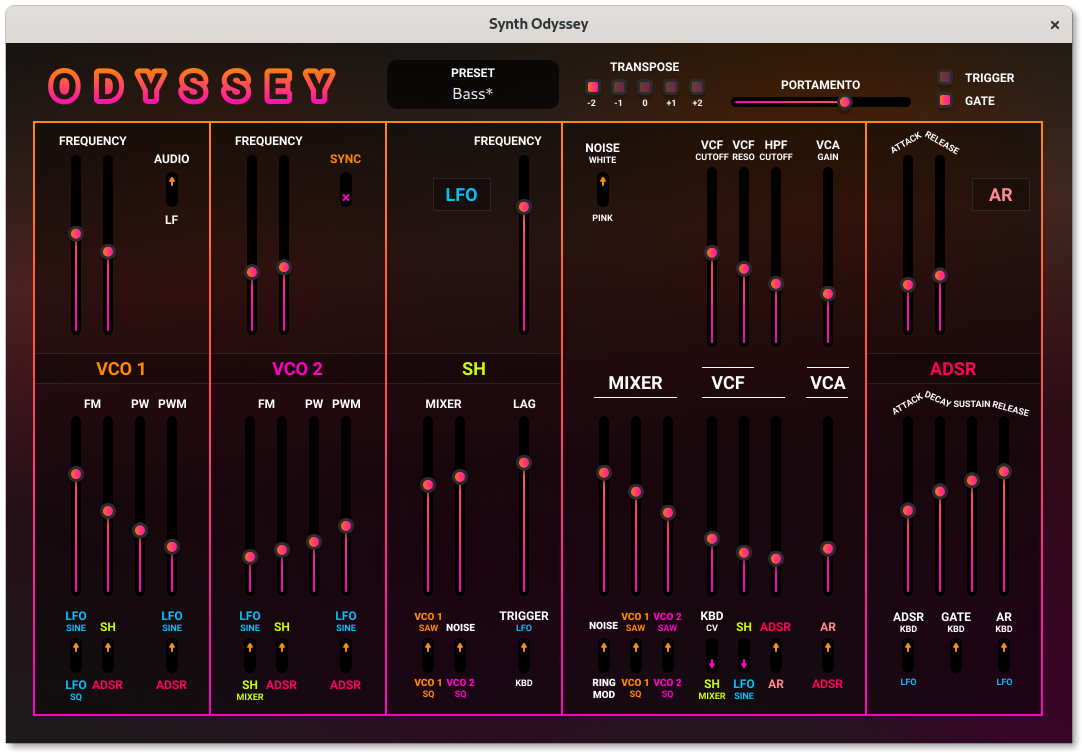 Synth Odyssey
×
ODYSSEY
PRESET
Bass*
TRANSPOSE
-2 -1 0 +1 +2
PORTAMENTO
TRIGGER
GATE
FREQUENCY
AUDIO
LF
FREQUENCY
SYNC
FREQUENCY
LFO
NOISE
WHITE
PINK
VCF CUTOFF
VCF RESO
HPF CUTOFF
VCA GAIN
ATTACK RELEASE
AR
VCO 1
VCO 2
SH
MIXER
VCF
VCA
ADSR
FM PW PWM
FM PW PWM
MIXER LAG
ATTACK DECAY SUSTAIN RELEASE
LFO SINE
SH
LFO SINE
LFO SQ
ADSR
ADSR
LFO SINE
SH
LFO SINE
SH MIXER
ADSR
ADSR
VCO 1 SAW
NOISE
TRIGGER
LFO
VCO 1 SQ
VCO 2 SQ
KBD
NOISE
VCO 1 SAW
VCO 2 SAW
KBD CV
SH
ADSR
AR
RING MOD
VCO 1 SQ
VCO 2 SQ
SH MIXER
LFO SINE
AR
ADSR
ADSR KBD
GATE KBD
AR KBD
LFO
LFO